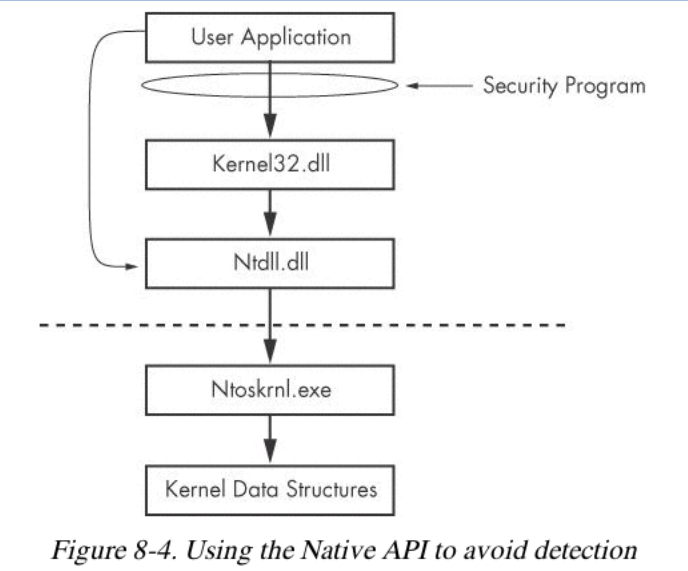 User Application
Security Program
Kernel32.dll
Ntdll.dll
Ntoskrnl.exe
Kernel Data Structures
Figure 8-4. Using the Native API to avoid detection